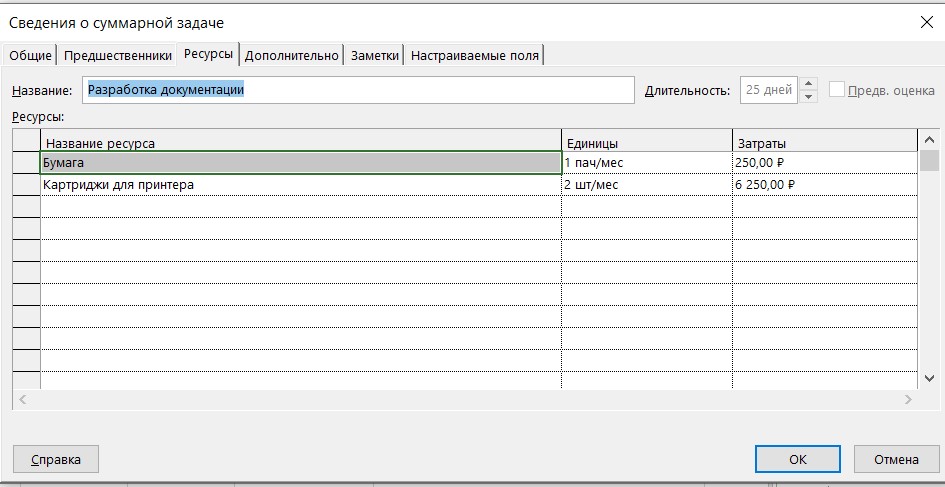 Сведения о суммарной задаче
Общие Предшественники Ресурсы Дополнительно Заметки Настраиваемые поля
Название: Разработка документации Длительность: 25 дней Предв. оценка
Ресурсы:
Название ресурса Единицы Затраты
Бумага 1 пач/мес 250,00 ₽
Картриджи для принтера 2 шт/мес 6 250,00 ₽
Справка ОК Отмена